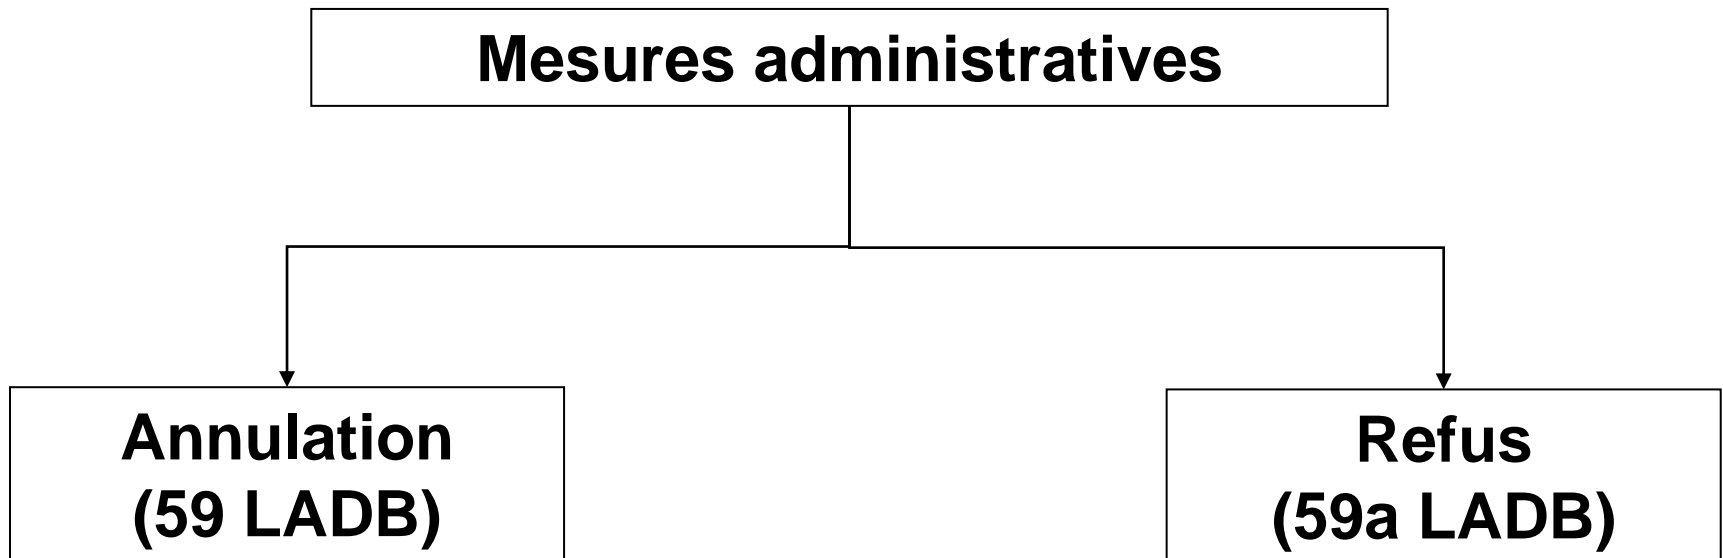 Mesures administratives
Annulation
(59 LADB)
Refus
(59a LADB)